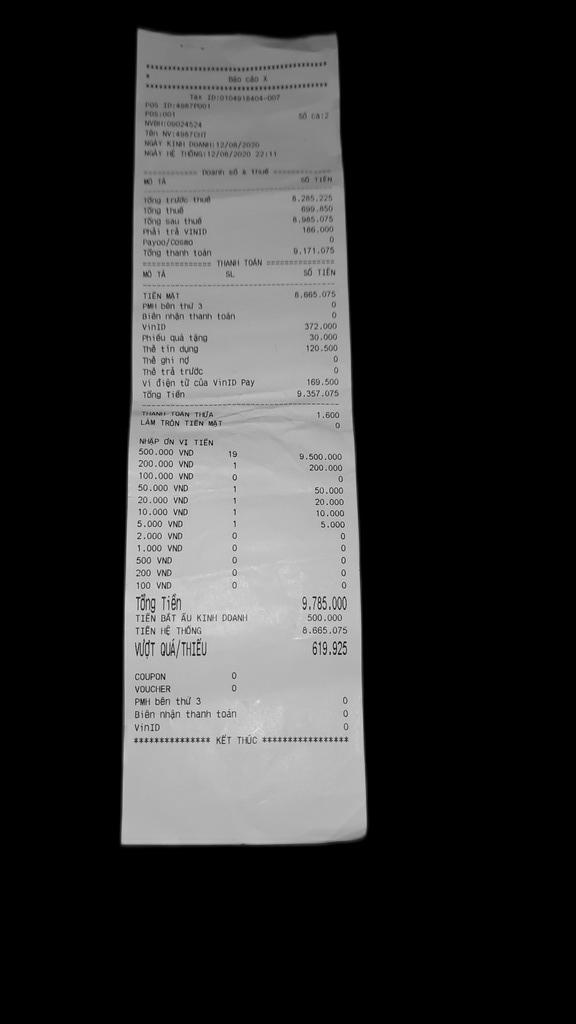 ************************************
* Báo cáo X
************************************
Tax ID:0104918404-007
POS ID:4987P001
POS:001 Số ca:2
NVBH:09024524
Tên NV:4987CHT
NGÀY KINH DOANH:12/08/2020
NGÀY HỆ THỐNG:12/08/2020 22:11
=============== Doanh số & thuế ===============
MÔ TẢ SỐ TIỀN
Tổng trước thuế 8.285.225
Tổng thuế 699.850
Tổng sau thuế 8.985.075
Phải trả VINID 186.000
Payoo/Cosmo 0
Tổng thanh toán 9.171.075
=============== THANH TOÁN ===============
MÔ TẢ SL SỐ TIỀN
TIỀN MẶT 8.665.075
PMH bên thứ 3 0
Biên nhận thanh toán 0
VinID 372.000
Phiếu quà tặng 30.000
Thẻ tín dụng 120.500
Thẻ ghi nợ 0
Thẻ trả trước 0
Ví điện tử của VinID Pay 169.500
Tổng Tiền 9.357.075
THANH TOÁN THỪA 1.600
LÀM TRÒN TIỀN MẶT 0
NHẬP ƠN VỊ TIỀN
500.000 VND 19 9.500.000
200.000 VND 1 200.000
100.000 VND 0 0
50.000 VND 1 50.000
20.000 VND 1 20.000
10.000 VND 1 10.000
5.000 VND 1 5.000
2.000 VND 0 0
1.000 VND 0 0
500 VND 0 0
200 VND 0 0
100 VND 0 0
Tổng Tiền 9.785.000
TIỀN BẮT ẦU KINH DOANH 500.000
TIỀN HỆ THỐNG 8.665.075
VƯỢT QUÁ/THIẾU 619.925
COUPON 0
VOUCHER 0
PMH bên thứ 3 0
Biên nhận thanh toán 0
VinID 0
*************** KẾT THÚC *****************